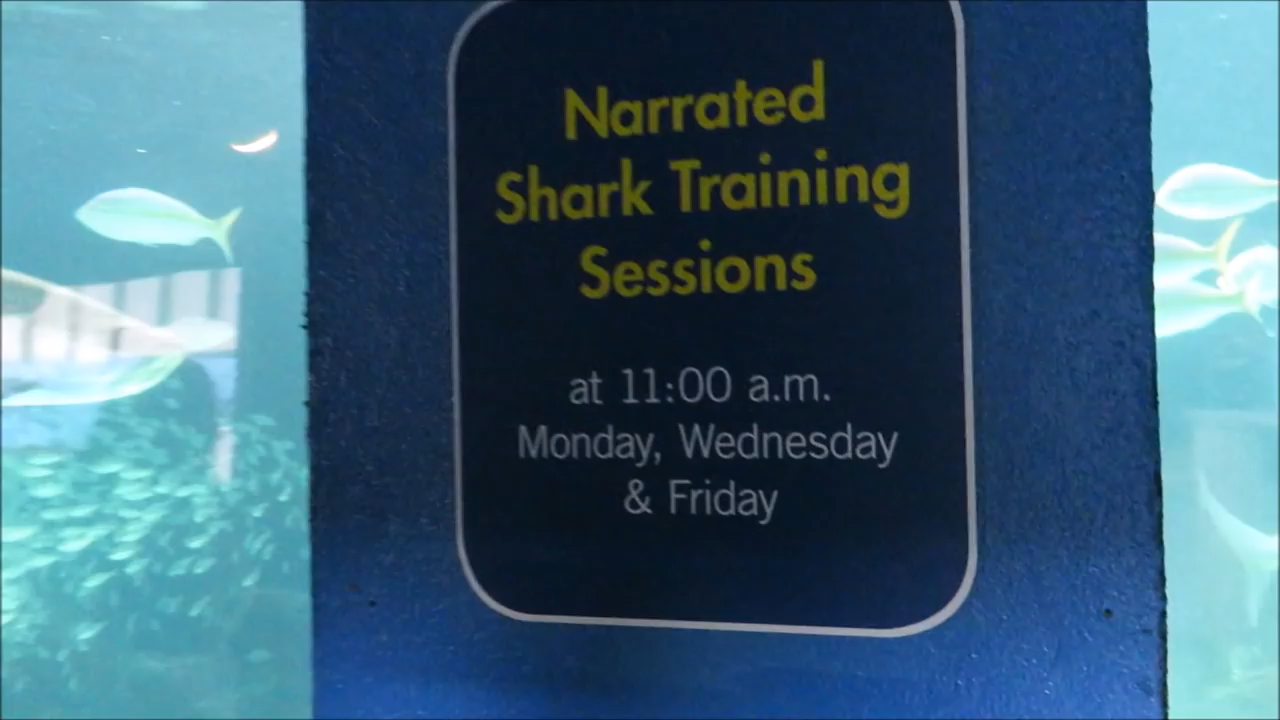 Narrated
Shark Training
Sessions
at 11:00 a.m.
Monday, Wednesday
& Friday